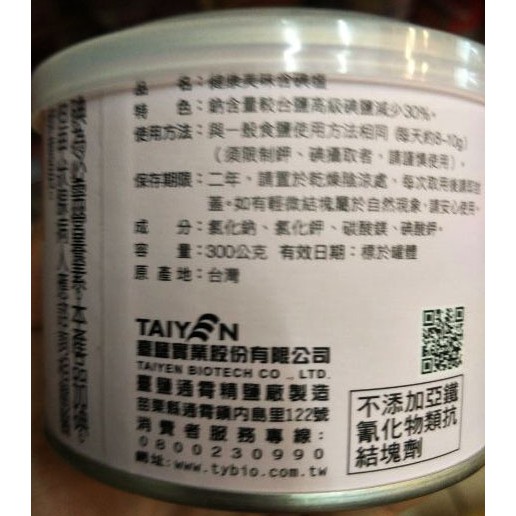 品　名：健康美味含碘鹽
特　色：鈉含量較台鹽高級碘鹽減少30%。
使用方法：與一般食鹽使用方法相同（每天約8-10g）
（須限制鉀、碘攝取者，請謹慎使用）。
保存期限：二年、請置於乾燥陰涼處、每次取用後請即密
蓋。如有輕微結塊屬於自然現象，請安心使用。
成　分：氯化鈉、氯化鉀、碳酸鎂、碘酸鉀。
容　量：300公克 有效日期：標於罐體
原 產 地：台灣
TAIYEN
臺鹽實業股份有限公司
TAIYEN BIOTECH CO., LTD.
臺鹽通霄精鹽廠製造
苗栗縣通霄鎮內島里122號
消費者服務專線：
0800230990
網址：www.tybio.com.tw
不添加亞鐵
氰化物類抗
結塊劑